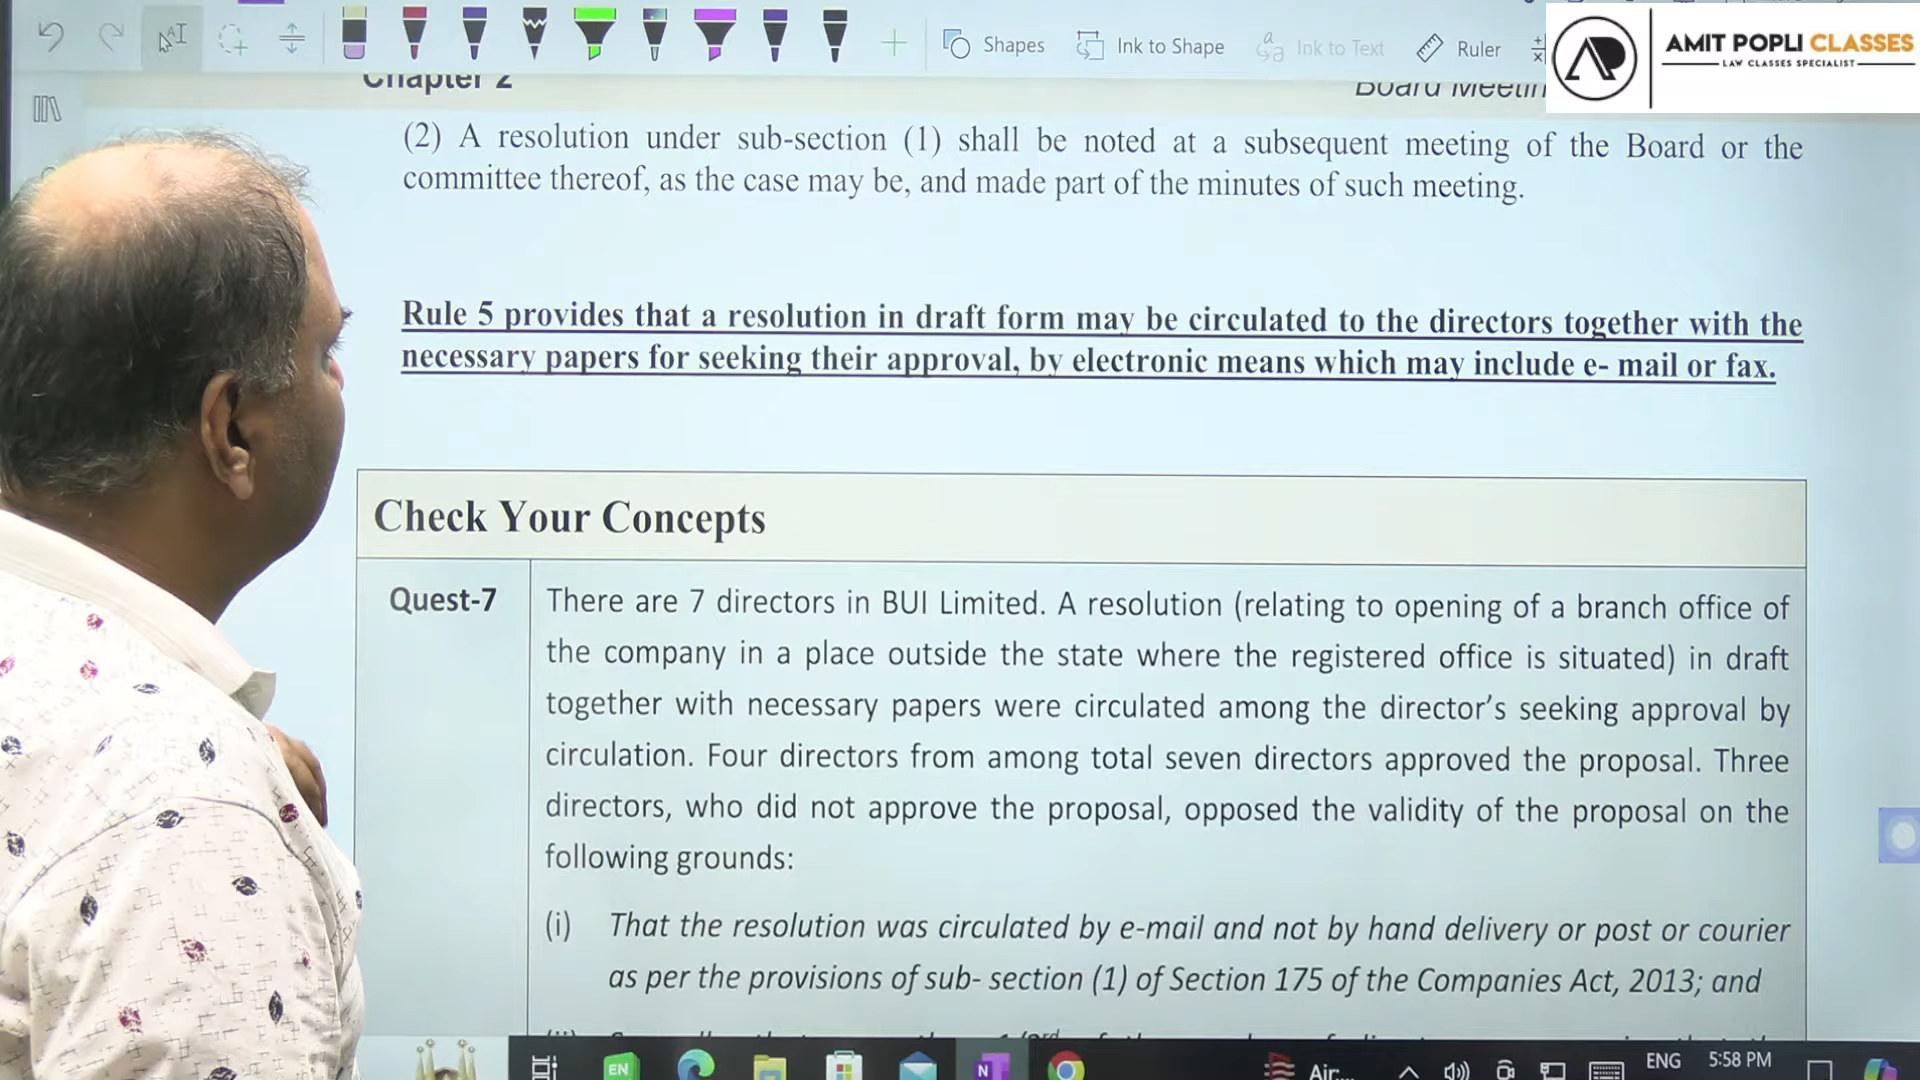 Shapes
Ink to Shape
Ink to Text
Ruler
AMIT POPLI CLASSES
LAW CLASSES SPECIALIST
Chapter 2
(2) A resolution under sub-section (1) shall be noted at a subsequent meeting of the Board or the
committee thereof, as the case may be, and made part of the minutes of such meeting.
Rule 5 provides that a resolution in draft form may be circulated to the directors together with the
necessary papers for seeking their approval, by electronic means which may include e- mail or fax.
Check Your Concepts
Quest-7
There are 7 directors in BUI Limited. A resolution (relating to opening of a branch office of
the company in a place outside the state where the registered office is situated) in draft
together with necessary papers were circulated among the director's seeking approval by
circulation. Four directors from among total seven directors approved the proposal. Three
directors, who did not approve the proposal, opposed the validity of the proposal on the
following grounds:
(i) That the resolution was circulated by e-mail and not by hand delivery or post or courier
as per the provisions of sub- section (1) of Section 175 of the Companies Act, 2013; and
EN
N
Air...
ENG
5:58 PM